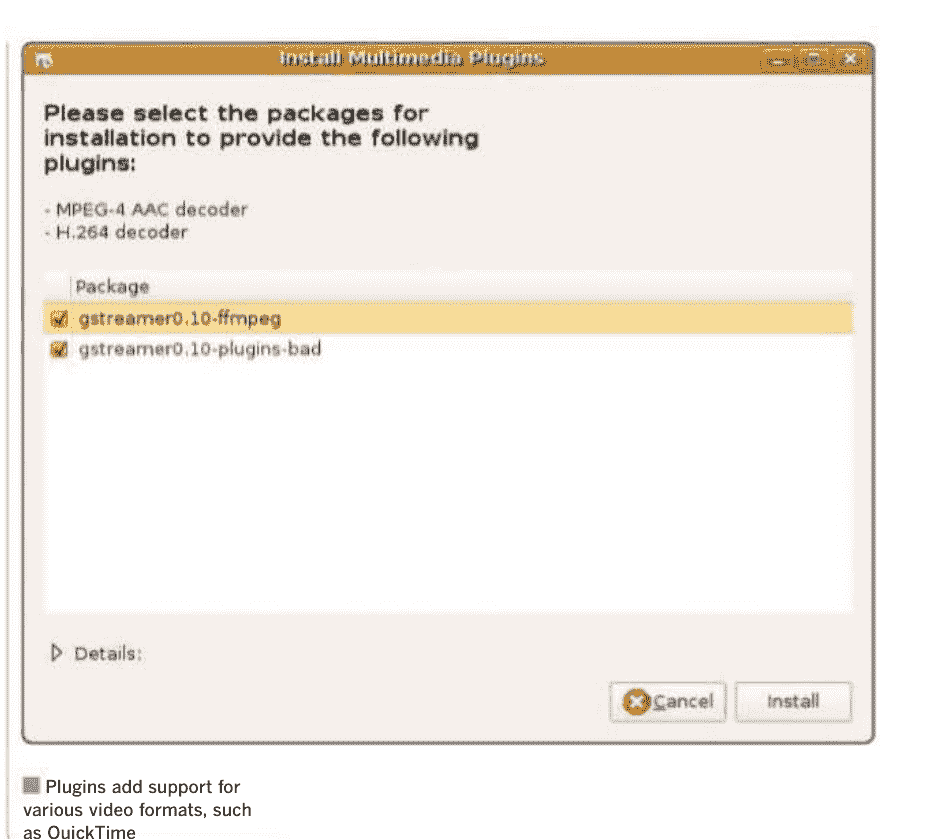 Install Multimedia Plugins
Please select the packages for
installation to provide the following
plugins:
- MPEG-4 AAC decoder
- H.264 decoder
Package
gstreamer0.10-ffmpeg
gstreamer0.10-plugins-bad
Details:
Cancel
Install
Plugins add support for
various video formats, such
as QuickTime